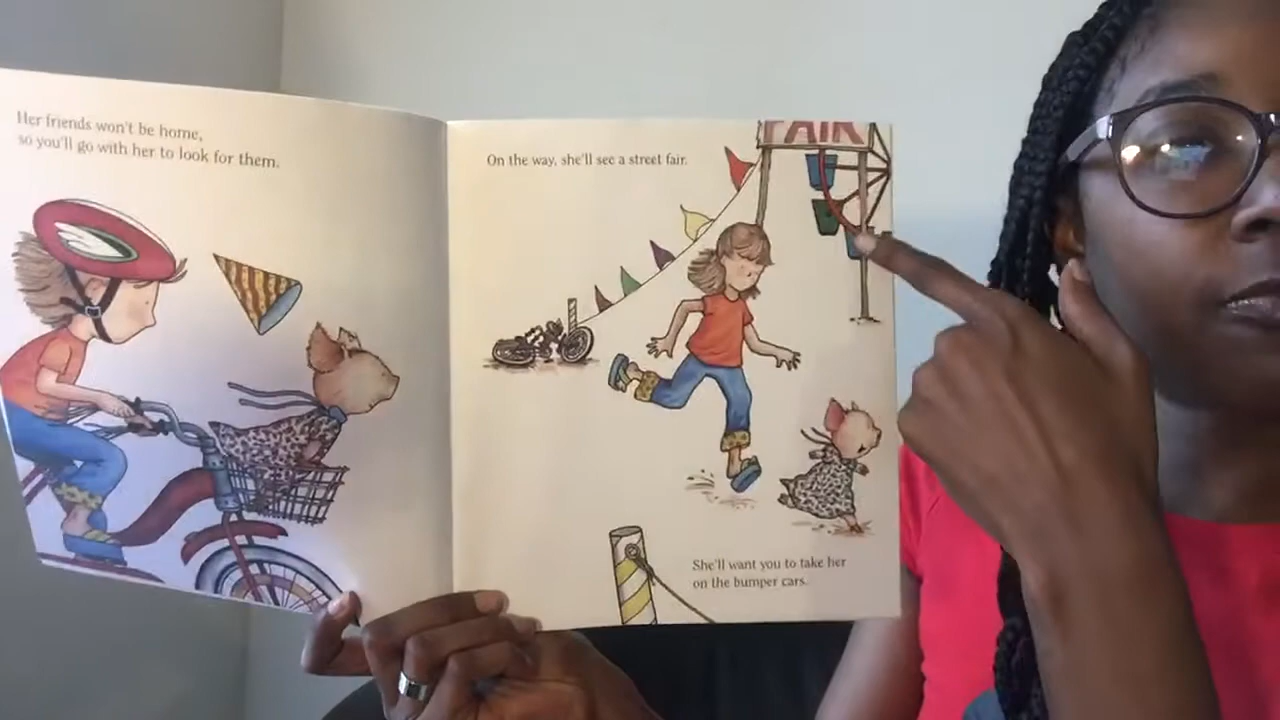 Her friends won't be home,
so you'll go with her to look for them.
On the way, she'll see a street fair.
FAIR
She'll want you to take her
on the bumper cars.